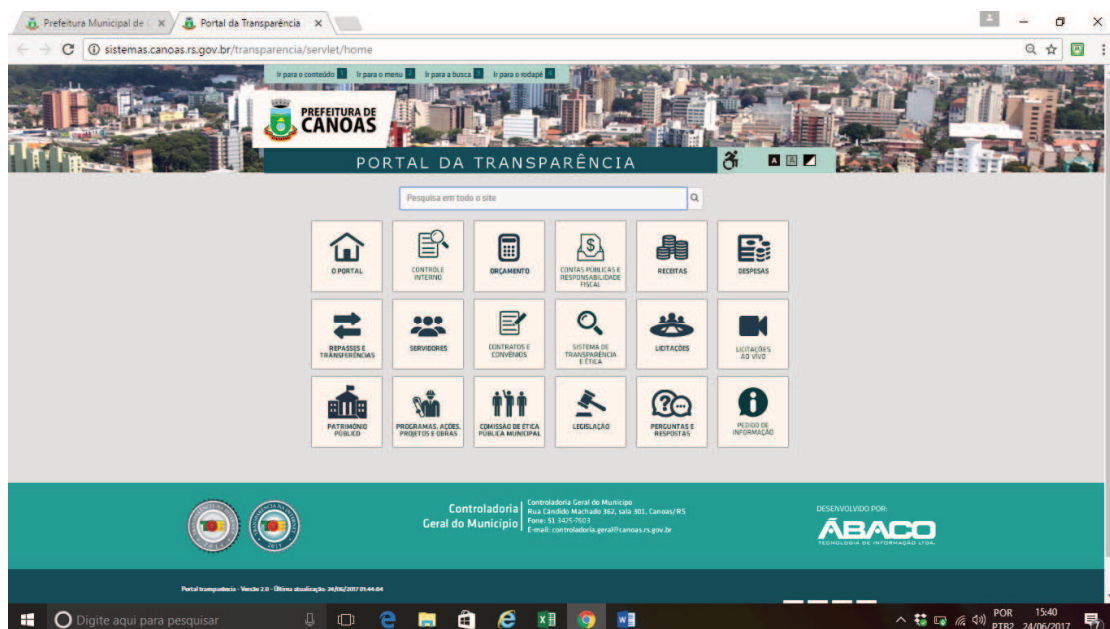 Prefeitura Municipal de C
Portal da Transparência
sistemas.canoas.rs.gov.br/transparencia/servlet/home
Ir para o conteúdo 1 Ir para o menu 2 Ir para a busca 3 Ir para o rodapé 4
PREFEITURA DE
CANOAS
PORTAL DA TRANSPARÊNCIA
A A
Pesquisa em todo o site
O PORTAL
CONTROLE
INTERNO
ORÇAMENTO
CONTAS PÚBLICAS E
RESPONSABILIDADE
FISCAL
RECEITAS
DESPESAS
REPASSES E
TRANSFERÊNCIAS
SERVIDORES
CONTRATOS E
CONVÊNIOS
SISTEMA DE
TRANSPARÊNCIA
E ÉTICA
LICITAÇÕES
LICITAÇÕES
AO VIVO
PATRIMÔNIO
PÚBLICO
PROGRAMAS, AÇÕES,
PROJETOS E OBRAS
COMISSÃO DE ÉTICA
PÚBLICA MUNICIPAL
LEGISLAÇÃO
PERGUNTAS E
RESPOSTAS
PEDIDO DE
INFORMAÇÃO
Controladoria
Geral do Município
Controladoria Geral do Município
Rua Cândido Machado 362, sala 301, Canoas/RS
Fone: 51 3425-7603
E-mail: controladoria.geral@canoas.rs.gov.br
DESENVOLVIDO POR:
ÁBACO
TECNOLOGIA DE INFORMAÇÃO LTDA.
Portal transparência - Versão 2.0 - Última atualização: 24/06/2017 01:44:04
Digite aqui para pesquisar
POR
PTB2
15:40
24/06/2017